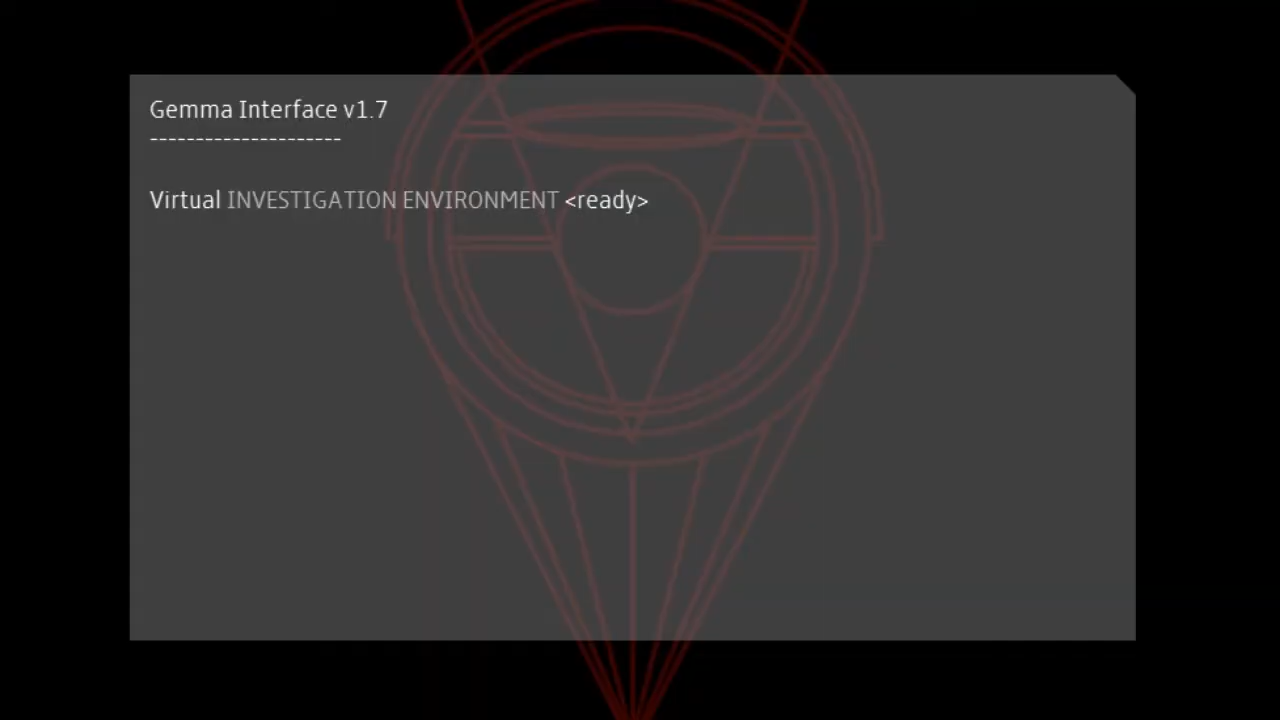 Gemma Interface v1.7
---------------------
Virtual INVESTIGATION ENVIRONMENT <ready>